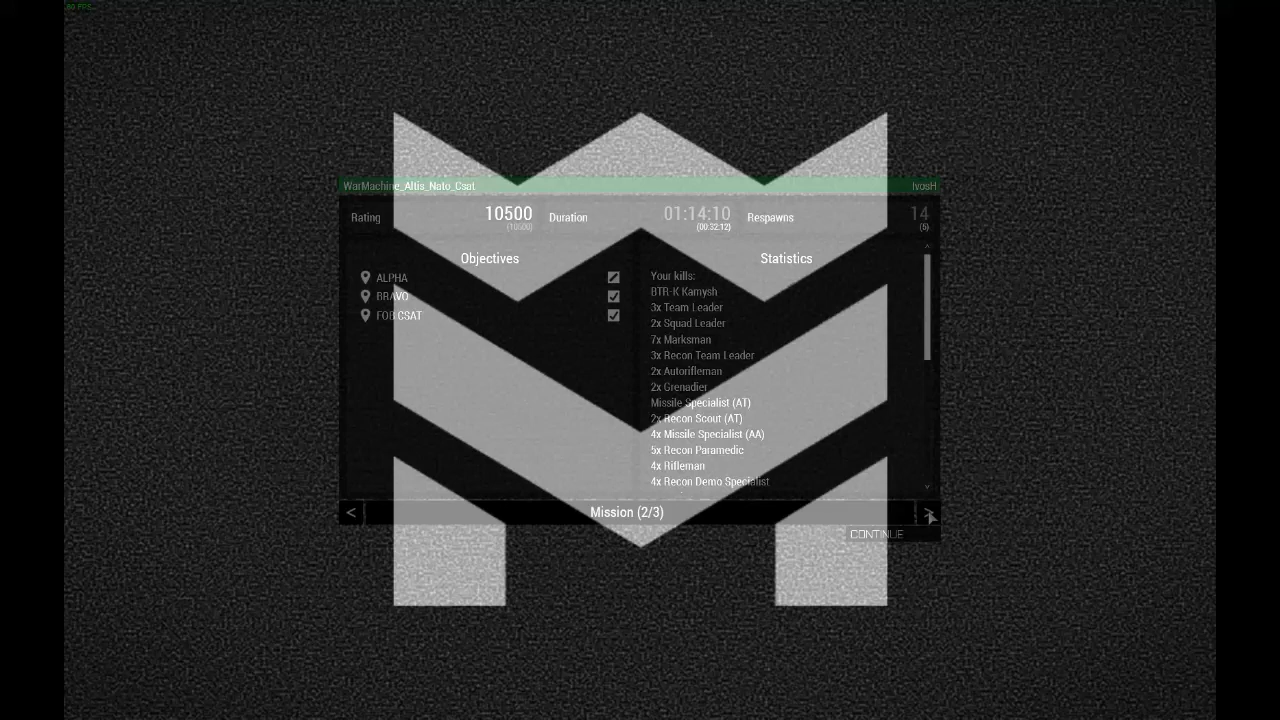 60 FPS
WarMachine_Altis_Nato_Csat IvosH
Rating 10500 Duration 01:14:10 Respawns 14
(10500) (00:32:12) (5)
Objectives
ALPHA
BRAVO
FOB CSAT
Statistics
Your kills:
BTR-K Kamysh
3x Team Leader
2x Squad Leader
7x Marksman
3x Recon Team Leader
2x Autorifleman
2x Grenadier
Missile Specialist (AT)
2x Recon Scout (AT)
4x Missile Specialist (AA)
5x Recon Paramedic
4x Rifleman
4x Recon Demo Specialist
< Mission (2/3) >
CONTINUE